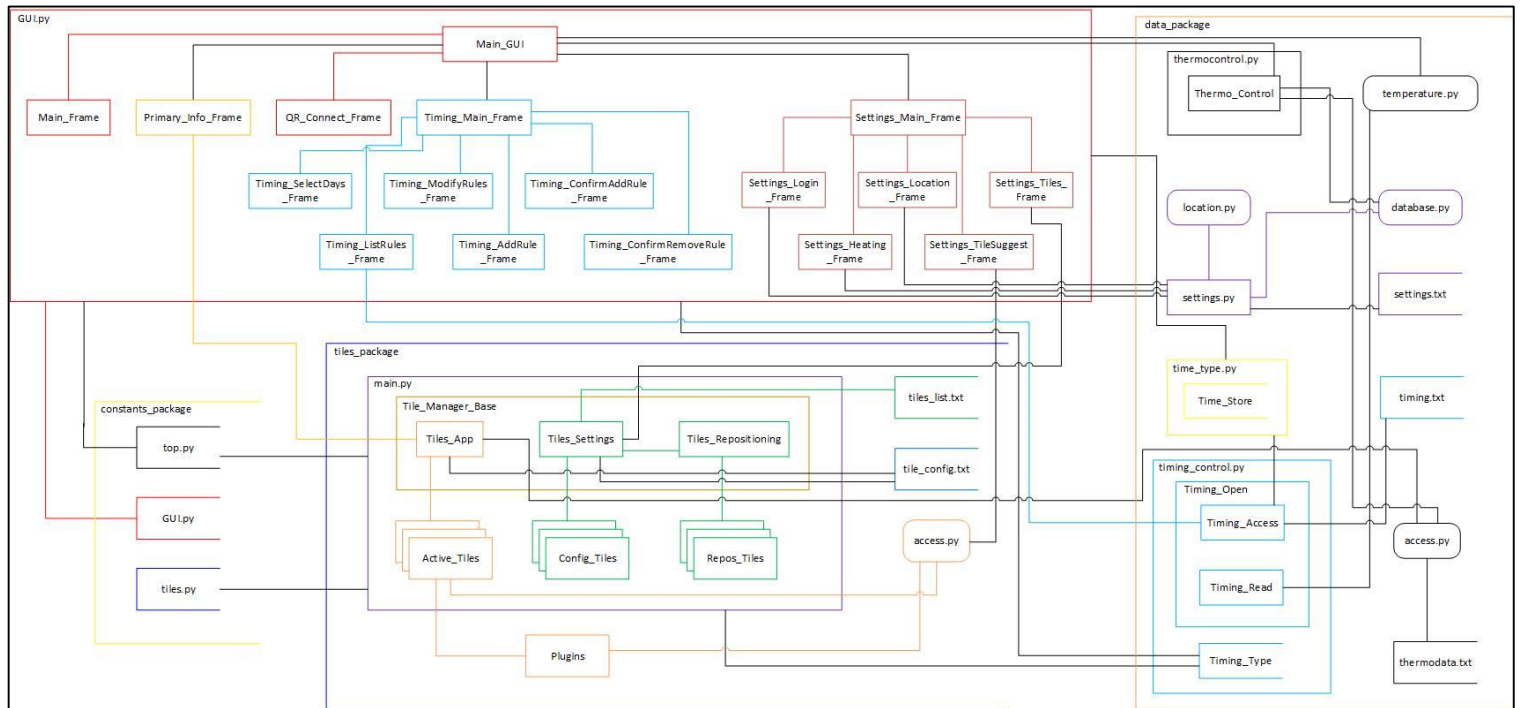 GUI.py
data_package
Main_GUI
thermocontrol.py
Thermo_Control
temperature.py
Main_Frame
Primary_Info_Frame
QR_Connect_Frame
Timing_Main_Frame
Settings_Main_Frame
Timing_SelectDays
_Frame
Timing_ModifyRules
_Frame
Timing_ConfirmAddRule
_Frame
Settings_Login
_Frame
Settings_Location
_Frame
Settings_Tiles_
Frame
location.py
database.py
Timing_ListRules
_Frame
Timing_AddRule
_Frame
Timing_ConfirmRemoveRule
_Frame
Settings_Heating
_Frame
Settings_TileSuggest
_Frame
settings.py
settings.txt
tiles_package
main.py
tiles_list.txt
time_type.py
Time_Store
timing.txt
constants_package
Tile_Manager_Base
top.py
Tiles_App
Tiles_Settings
Tiles_Repositioning
tile_config.txt
timing_control.py
Timing_Open
GUI.py
Timing_Access
Active_Tiles
Config_Tiles
Repos_Tiles
access.py
access.py
tiles.py
Timing_Read
Plugins
Timing_Type
thermodata.txt